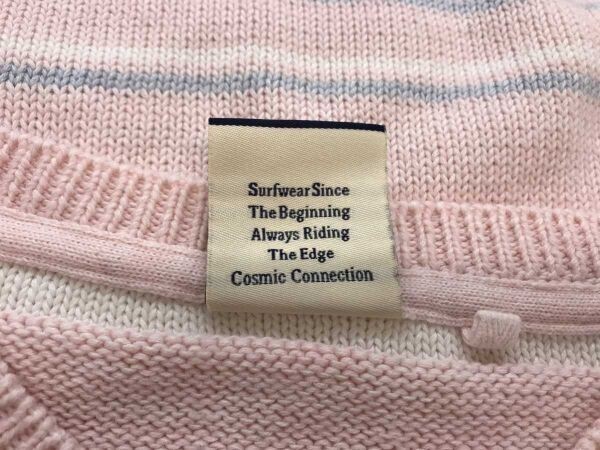 Surfwear Since
The Beginning
Always Riding
The Edge
Cosmic Connection